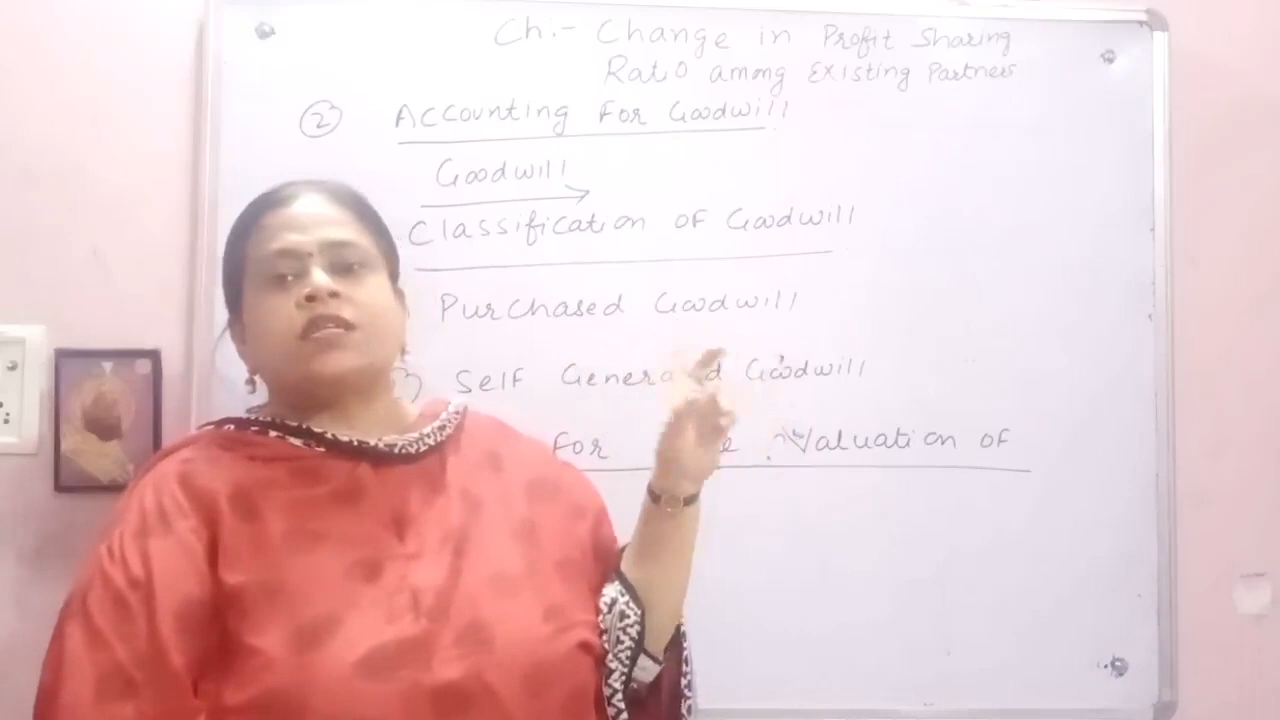 Ch:- Change in Profit Sharing
Ratio among Existing Partners
② Accounting For Goodwill
Goodwill
Classification of Goodwill
Purchased Goodwill
Self Goodwill
For Valuation of